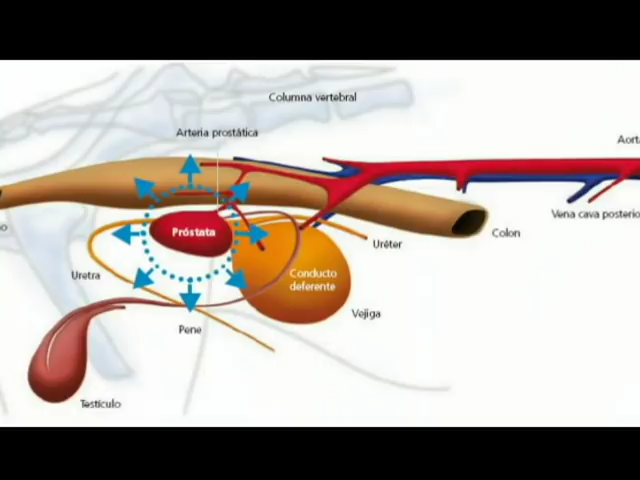 Columna vertebral
Arteria prostática
Aort
Vena cava posterio
o
Próstata
Colon
Uréter
Uretra
Conducto
deferente
Vejiga
Pene
Testículo